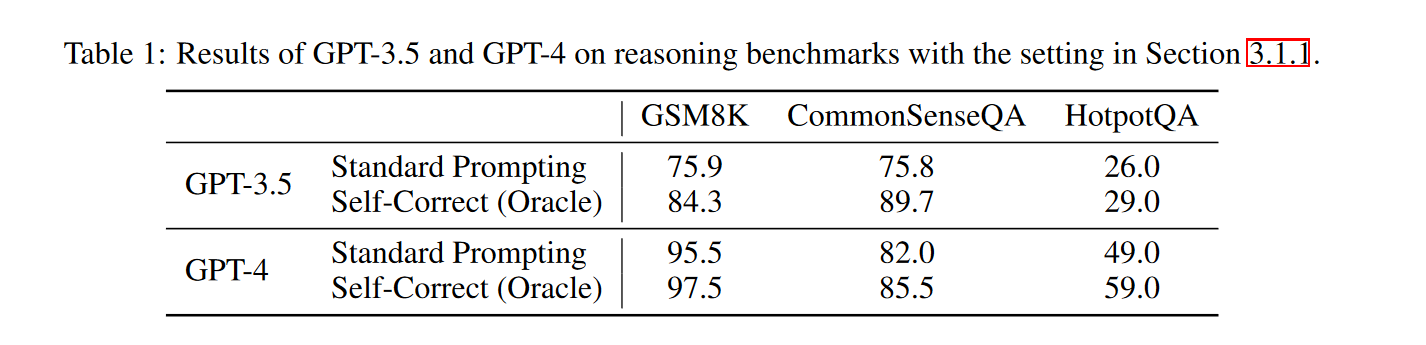 Table 1: Results of GPT-3.5 and GPT-4 on reasoning benchmarks with the setting in Section 3.1.1.
GSM8K CommonSenseQA HotpotQA
GPT-3.5
Standard Prompting 75.9 75.8 26.0
Self-Correct (Oracle) 84.3 89.7 29.0
GPT-4
Standard Prompting 95.5 82.0 49.0
Self-Correct (Oracle) 97.5 85.5 59.0